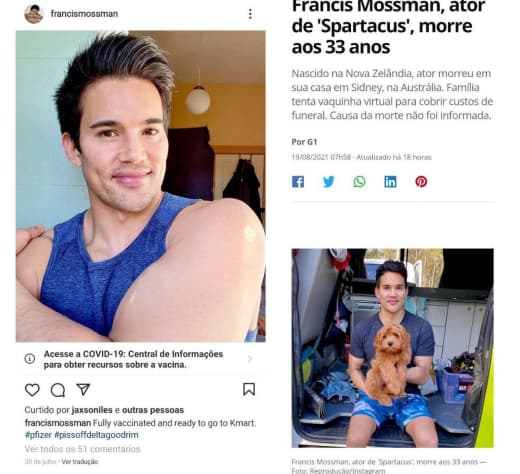 francismossman
Acesse a COVID-19: Central de Informações
para obter recursos sobre a vacina.
Curtido por jaxsoniles e outras pessoas
francismossman Fully vaccinated and ready to go to Kmart.
#pfizer #pissoffdeltagoodrim
Ver todos os 51 comentários
20 de julho • Ver tradução
Francis Mossman, ator
de 'Spartacus', morre
aos 33 anos
Nascido na Nova Zelândia, ator morreu em
sua casa em Sidney, na Austrália. Família
tenta vaquinha virtual para cobrir custos de
funeral. Causa da morte não foi informada.
Por G1
19/08/2021 07h58 · Atualizado há 18 horas
Francis Mossman, ator de 'Spartacus', morre aos 33 anos —
Foto: Reprodução/Instagram